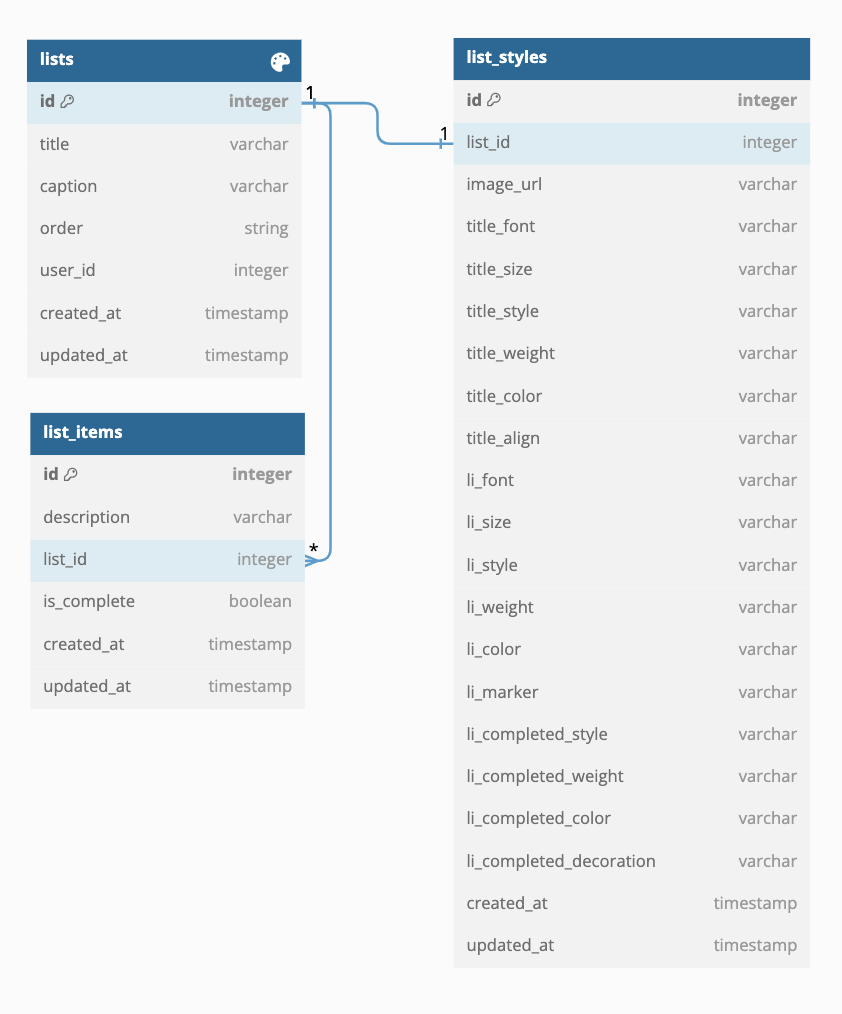 lists
id integer
title varchar
caption varchar
order string
user_id integer
created_at timestamp
updated_at timestamp
1
1
list_items
id integer
description varchar
list_id integer
*
is_complete boolean
created_at timestamp
updated_at timestamp
list_styles
id integer
list_id integer
image_url varchar
title_font varchar
title_size varchar
title_style varchar
title_weight varchar
title_color varchar
title_align varchar
li_font varchar
li_size varchar
li_style varchar
li_weight varchar
li_color varchar
li_marker varchar
li_completed_style varchar
li_completed_weight varchar
li_completed_color varchar
li_completed_decoration varchar
created_at timestamp
updated_at timestamp